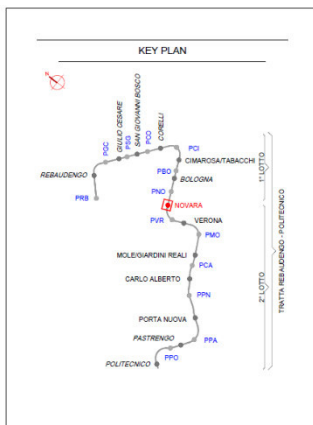 KEY PLAN
N
PGC
GIULIO CESARE
PSG
SAN GIOVANNI BOSCO
PCO
CORELLI
PCI
CIMAROSA/TABACCHI
PBO
BOLOGNA
REBAUDENGO
PNO
PRB
NOVARA
PVR
VERONA
PMO
MOLE/GIARDINI REALI
PCA
CARLO ALBERTO
PPN
PORTA NUOVA
PASTRENGO
PPA
PPO
POLITECNICO
1° LOTTO
2° LOTTO
TRATTA REBAUDENGO - POLITECNICO